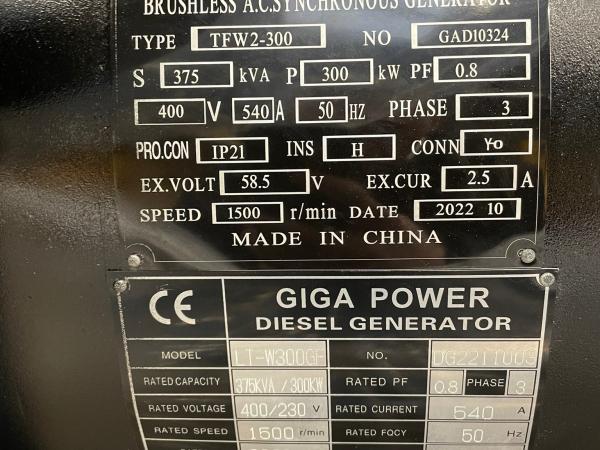 BRUSHLESS A.C.SYNCHRONOUS GENERATOR
TYPE TFW2-300 NO GAD10324
S 375 kVA P 300 kW PF 0.8
400 V 540 A 50 HZ PHASE 3
PRO.CON IP21 INS H CONN Yo
EX.VOLT 58.5 V EX.CUR 2.5 A
SPEED 1500 r/min DATE 2022 10
MADE IN CHINA
CE GIGA POWER
DIESEL GENERATOR
MODEL LT-W300GF NO.
RATED CAPACITY 375KVA/300KW RATED PF 0.8 PHASE 3
RATED VOLTAGE 400/230 V RATED CURRENT 540 A
RATED SPEED 1500 r/min RATED FQCY 50 Hz